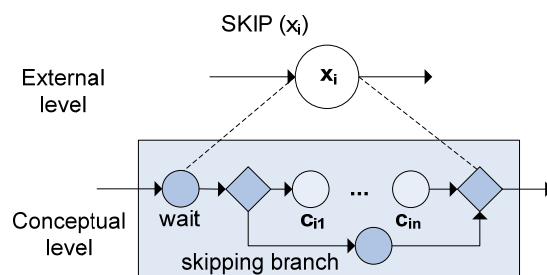 SKIP (xi)
External
level
xi
Conceptual
level
wait
ci1
...
cin
skipping branch